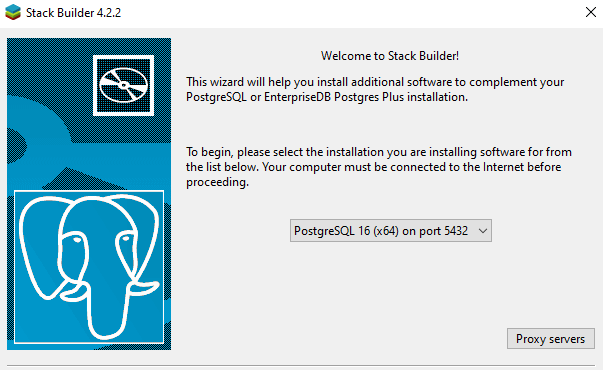 Stack Builder 4.2.2
Welcome to Stack Builder!
This wizard will help you install additional software to complement your
PostgreSQL or EnterpriseDB Postgres Plus installation.
To begin, please select the installation you are installing software for from
the list below. Your computer must be connected to the Internet before
proceeding.
PostgreSQL 16 (x64) on port 5432
Proxy servers